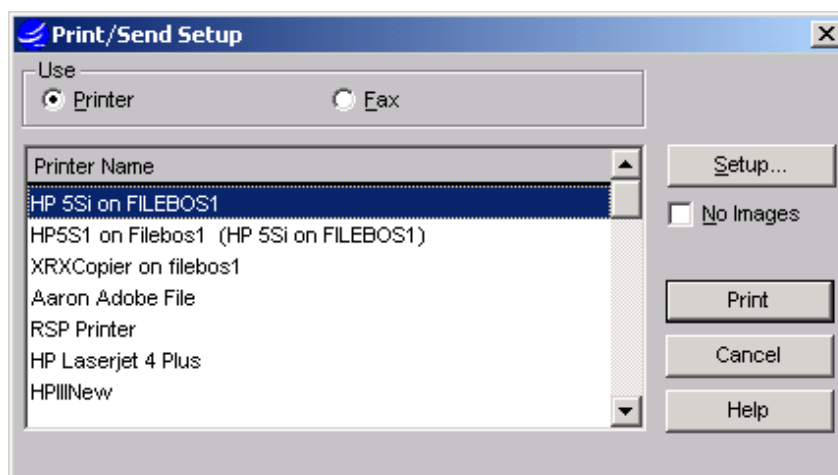 Print/Send Setup
Use
Printer
Fax
Printer Name
HP 5Si on FILEBOS1
HP5S1 on Filebos1 (HP 5Si on FILEBOS1)
XRXCopier on filebos1
Aaron Adobe File
RSP Printer
HP Laserjet 4 Plus
HPIIINew
Setup...
No Images
Print
Cancel
Help